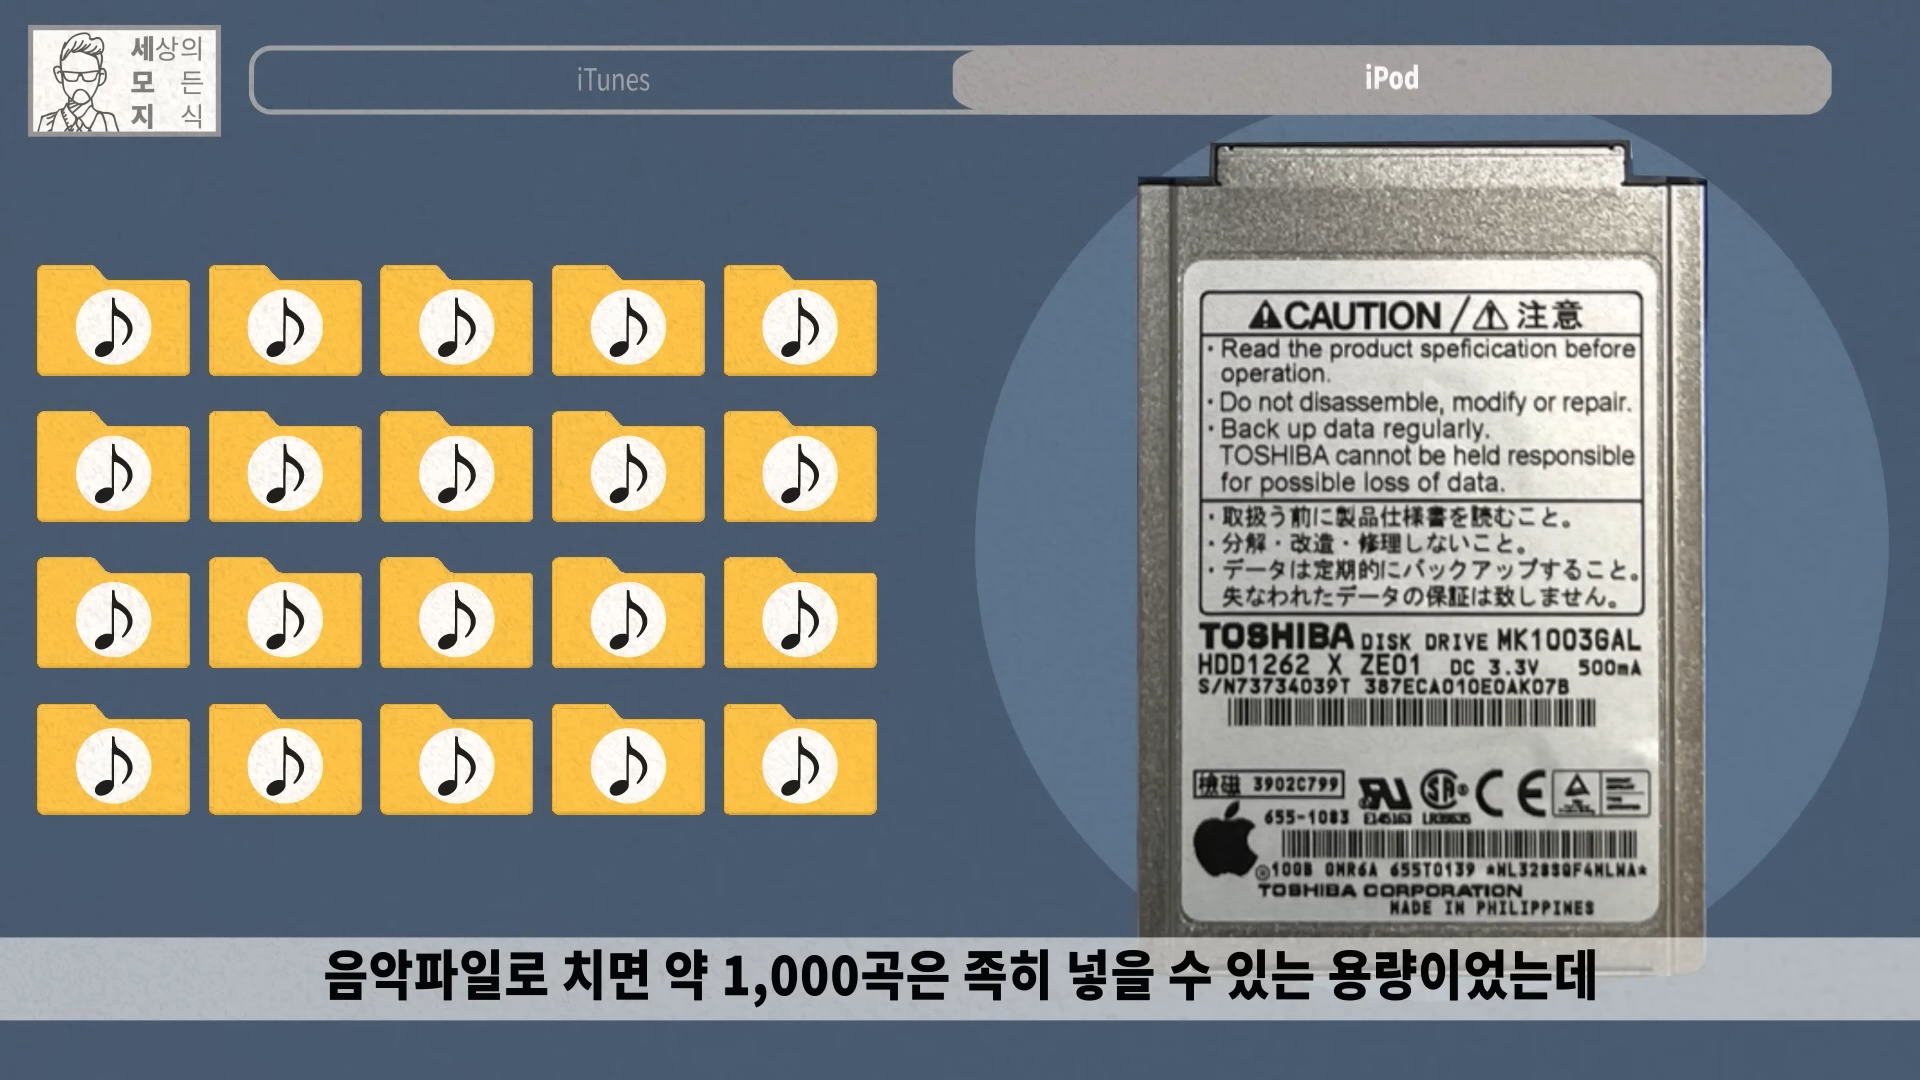 세상의
모든
지식
iTunes
iPod
CAUTION / 注意
· Read the product speficication before
operation.
· Do not disassemble, modify or repair.
· Back up data regularly.
TOSHIBA cannot be held responsible
for possible loss of data.
· 取扱う前に製品仕様書を読むこと。
· 分解・改造・修理しないこと。
· データは定期的にバックアップすること。
失なわれたデータの保証は致しません。
TOSHIBA DISK DRIVE MK1003GAL
HDD1262 X ZE01 DC 3.3V 500mA
S/N73734039T 387ECA010E0AK07B
檢磁 3902C799
655-1083 E145163 LR39635
10GB 0MR6A 655T0139 *WL328SQF4MLWA*
TOSHIBA CORPORATION
MADE IN PHILIPPINES
음악파일로 치면 약 1,000곡은 족히 넣을 수 있는 용량이었는데